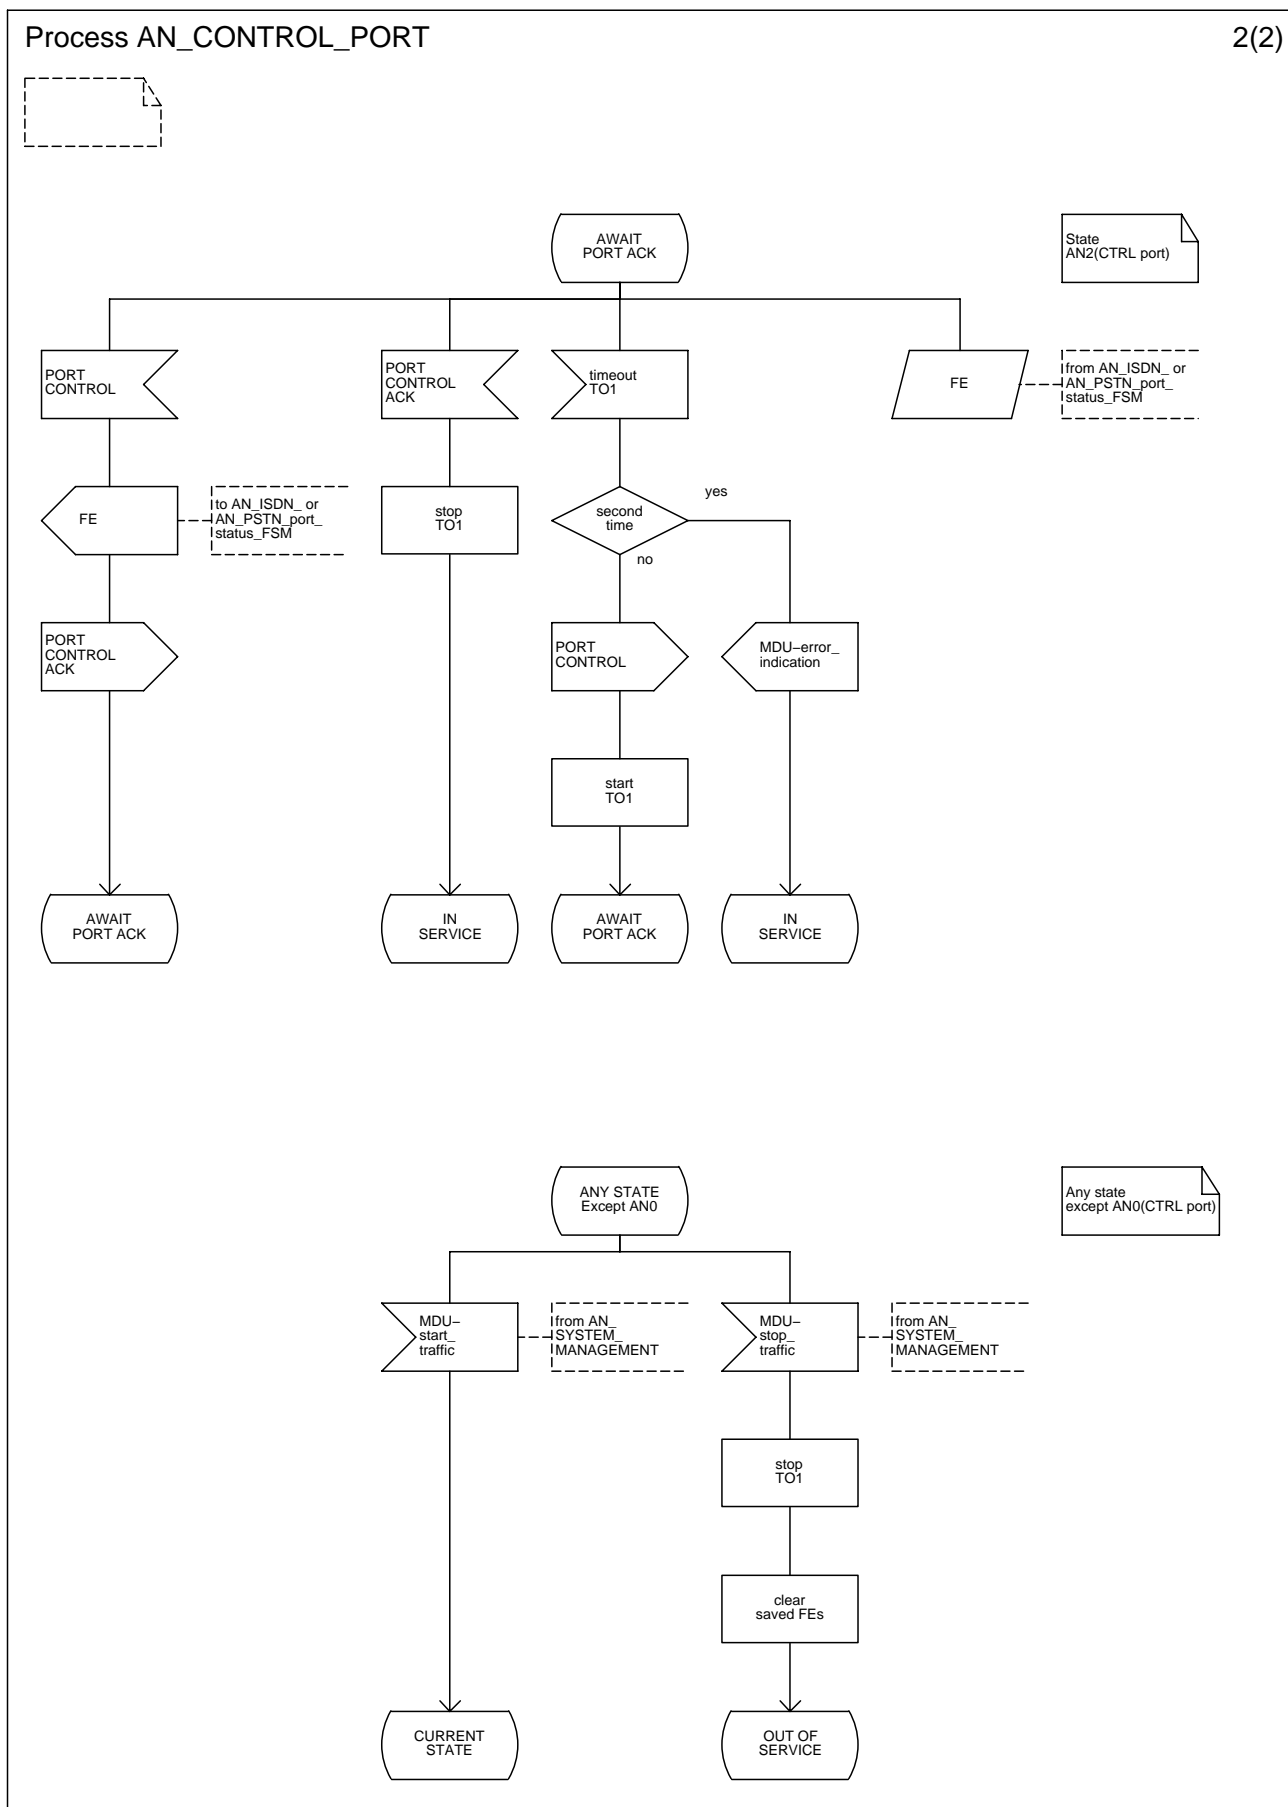 Process AN_CONTROL_PORT
2(2)
AWAIT
PORT ACK
State
AN2(CTRL port)
PORT
CONTROL
PORT
CONTROL
ACK
timeout
TO1
FE
from AN_ISDN_ or
AN_PSTN_port_
status_FSM
FE
to AN_ISDN_ or
AN_PSTN_port_
status_FSM
stop
TO1
second
time
yes
no
PORT
CONTROL
ACK
PORT
CONTROL
MDU–error_
indication
start
TO1
AWAIT
PORT ACK
IN
SERVICE
AWAIT
PORT ACK
IN
SERVICE
ANY STATE
Except AN0
Any state
except AN0(CTRL port)
MDU–
start_
traffic
from AN_
SYSTEM_
MANAGEMENT
MDU–
stop_
traffic
from AN_
SYSTEM_
MANAGEMENT
stop
TO1
clear
saved FEs
CURRENT
STATE
OUT OF
SERVICE